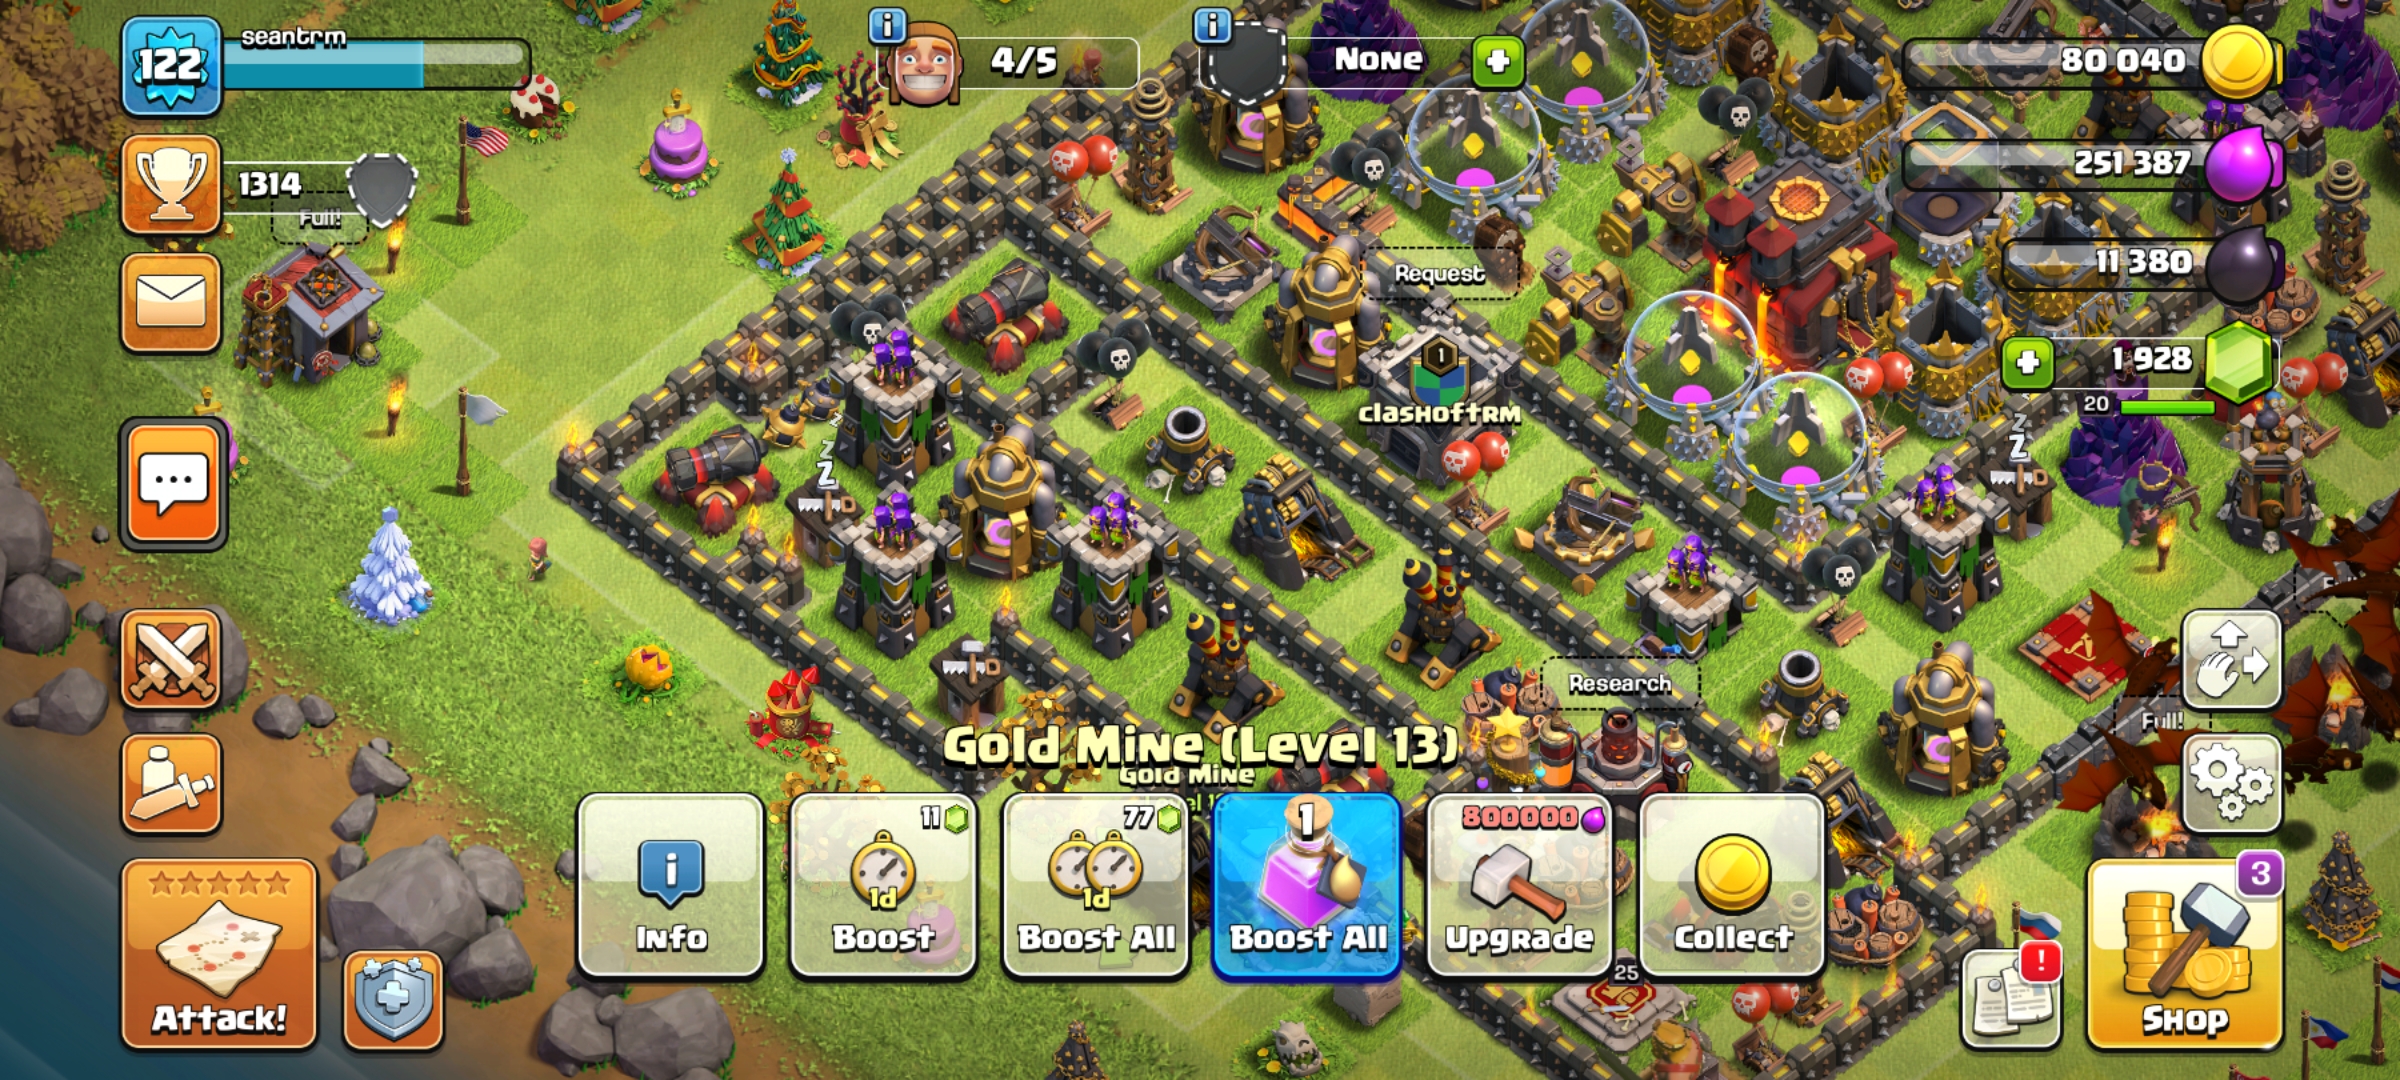 122
seantrm
4/5
None
80 040
1314
Full!
251 387
11 380
Request
1 928
20
1
clashoftrm
z
z
z
z
z
Research
Full!
Gold Mine (Level 13)
Gold Mine
11
77
1
800000
3
1d
1d
Info
Boost
Boost All
Boost All
Upgrade
Collect
25
!
Attack!
Shop